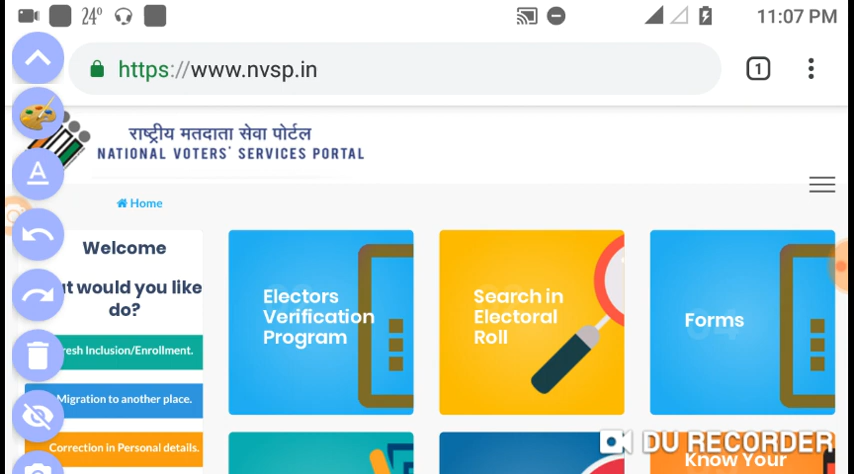 24°
11:07 PM
https://www.nvsp.in
1
राष्ट्रीय मतदाता सेवा पोर्टल
NATIONAL VOTERS' SERVICES PORTAL
A
Home
Welcome
t would you like
do?
resh Inclusion/Enrollment.
Migration to another place.
Correction in Personal details.
Electors
Verification
Program
Search in
Electoral
Roll
Forms
DU RECORDER
Know Your